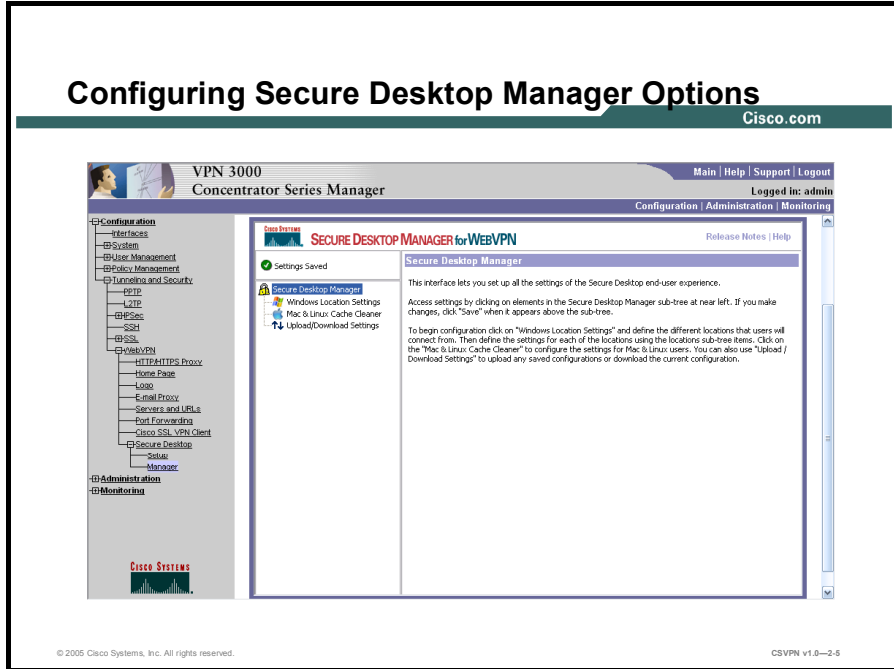 Configuring Secure Desktop Manager Options
Cisco.com
VPN 3000
Concentrator Series Manager
Main | Help | Support | Logout
Logged in: admin
Configuration | Administration | Monitoring
Configuration
Interfaces
System
User Management
Policy Management
Tunneling and Security
PPTP
L2TP
IPSec
SSH
SSL
WebVPN
HTTP/HTTPS Proxy
Home Page
Logo
E-mail Proxy
Servers and URLs
Port Forwarding
Cisco SSL VPN Client
Secure Desktop
Setup
Manager
Administration
Monitoring
CISCO SYSTEMS
CISCO SYSTEMS
SECURE DESKTOP MANAGER for WEBVPN
Release Notes | Help
Settings Saved
Secure Desktop Manager
Windows Location Settings
Mac & Linux Cache Cleaner
Upload/Download Settings
Secure Desktop Manager
This interface lets you set up all the settings of the Secure Desktop end-user experience.
Access settings by clicking on elements in the Secure Desktop Manager sub-tree at near left. If you make
changes, click "Save" when it appears above the sub-tree.
To begin configuration click on "Windows Location Settings" and define the different locations that users will
connect from. Then define the settings for each of the locations using the locations sub-tree items. Click on
the "Mac & Linux Cache Cleaner" to configure the settings for Mac & Linux users. You can also use "Upload /
Download Settings" to upload any saved configurations or download the current configuration.
© 2005 Cisco Systems, Inc. All rights reserved.
CSVPN v1.0—2-5